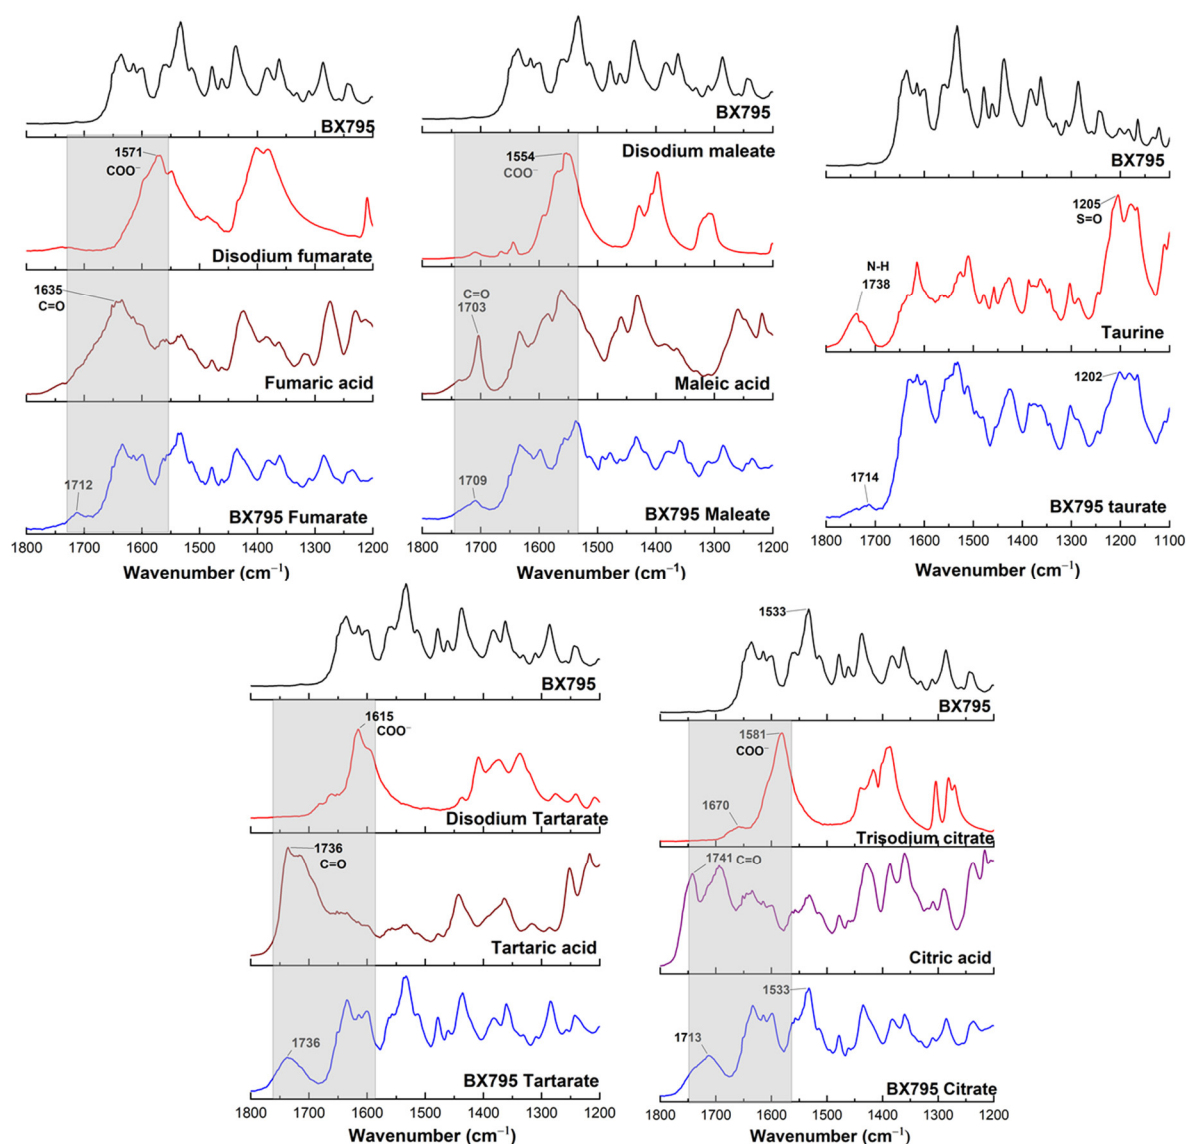 BX795
1571
COO⁻
Disodium fumarate
1635
C=O
Fumaric acid
1712
BX795 Fumarate
1800 1700 1600 1500 1400 1300 1200
Wavenumber (cm⁻¹)
BX795
Disodium maleate
1554
COO⁻
C=O
1703
Maleic acid
1709
BX795 Maleate
1800 1700 1600 1500 1400 1300 1200
Wavenumber (cm⁻¹)
BX795
1205
S=O
N-H
1738
Taurine
1202
1714
BX795 taurate
1800 1700 1600 1500 1400 1300 1200 1100
Wavenumber (cm⁻¹)
BX795
1615
COO⁻
Disodium Tartarate
1736
C=O
Tartaric acid
1736
BX795 Tartarate
1800 1700 1600 1500 1400 1300 1200
Wavenumber (cm⁻¹)
1533
BX795
1581
COO⁻
1670
Trisodjum citrate
1741 C=O
Citric acid
1533
1713
BX795 Citrate
1800 1700 1600 1500 1400 1300 1200
Wavenumber (cm⁻¹)